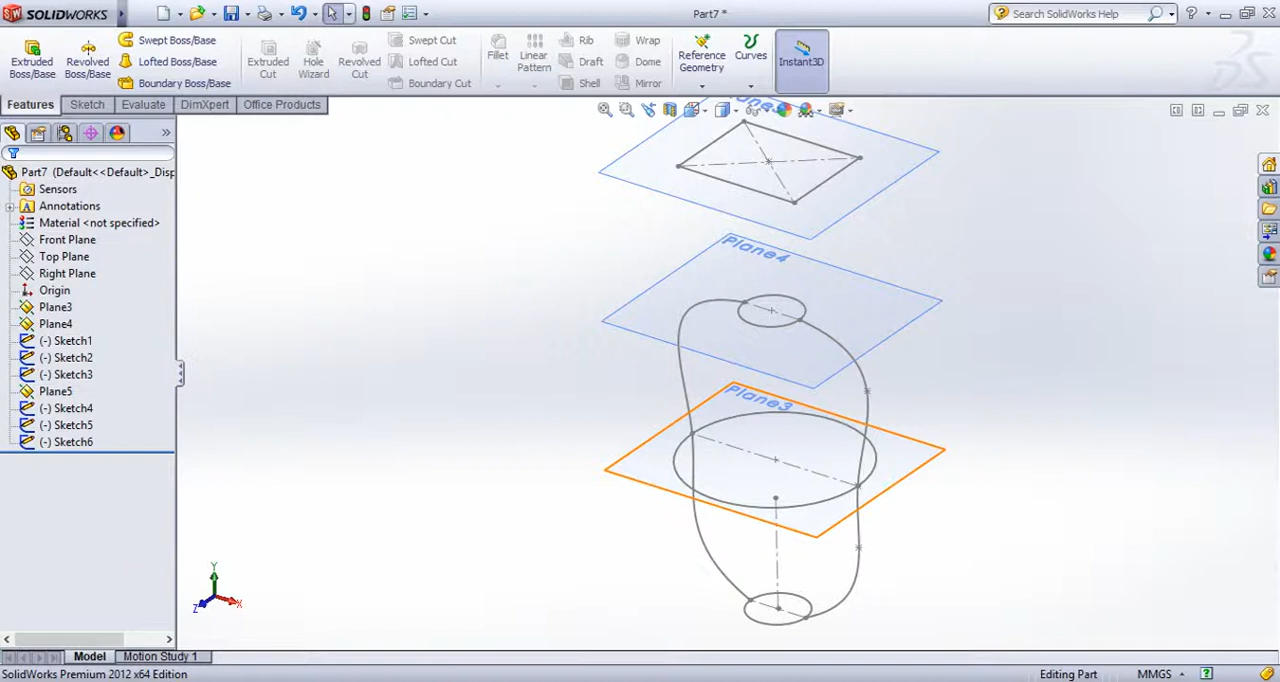 SOLIDWORKS
Part7 *
Search SolidWorks Help
Extruded Boss/Base
Revolved Boss/Base
Swept Boss/Base
Lofted Boss/Base
Boundary Boss/Base
Extruded Cut
Hole Wizard
Revolved Cut
Swept Cut
Lofted Cut
Boundary Cut
Fillet
Linear Pattern
Rib
Draft
Shell
Wrap
Dome
Mirror
Reference Geometry
Curves
Instant3D
Features
Sketch
Evaluate
DimXpert
Office Products
Part7 (Default<<Default>_Disp
Sensors
Annotations
Material <not specified>
Front Plane
Top Plane
Right Plane
Origin
Plane3
Plane4
(-) Sketch1
(-) Sketch2
(-) Sketch3
Plane5
(-) Sketch4
(-) Sketch5
(-) Sketch6
Plane5
Plane4
Plane3
Y
Z
X
Model
Motion Study 1
SolidWorks Premium 2012 x64 Edition
Editing Part
MMGS